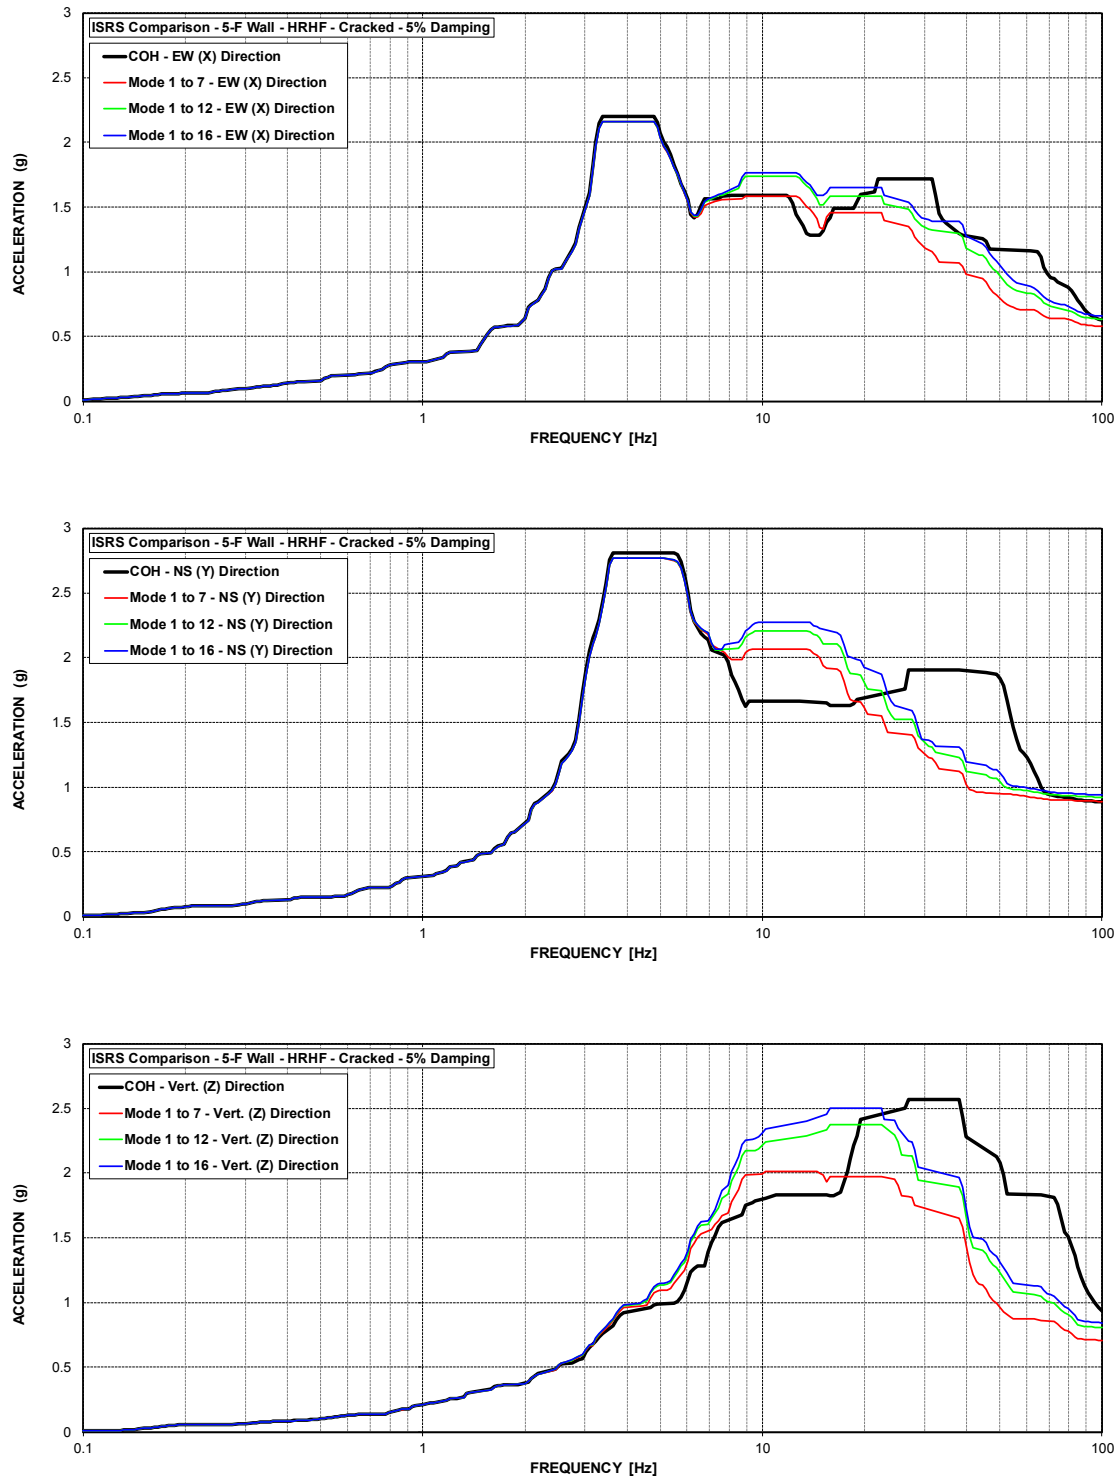 ISRS Comparison - 5-F Wall - HRHF - Cracked - 5% Damping
COH - EW (X) Direction
Mode 1 to 7 - EW (X) Direction
Mode 1 to 12 - EW (X) Direction
Mode 1 to 16 - EW (X) Direction
3
2.5
2
1.5
1
0.5
0
ACCELERATION (g)
0.1 1 10 100
FREQUENCY [Hz]
ISRS Comparison - 5-F Wall - HRHF - Cracked - 5% Damping
COH - NS (Y) Direction
Mode 1 to 7 - NS (Y) Direction
Mode 1 to 12 - NS (Y) Direction
Mode 1 to 16 - NS (Y) Direction
3
2.5
2
1.5
1
0.5
0
ACCELERATION (g)
0.1 1 10 100
FREQUENCY [Hz]
ISRS Comparison - 5-F Wall - HRHF - Cracked - 5% Damping
COH - Vert. (Z) Direction
Mode 1 to 7 - Vert. (Z) Direction
Mode 1 to 12 - Vert. (Z) Direction
Mode 1 to 16 - Vert. (Z) Direction
3
2.5
2
1.5
1
0.5
0
ACCELERATION (g)
0.1 1 10 100
FREQUENCY [Hz]